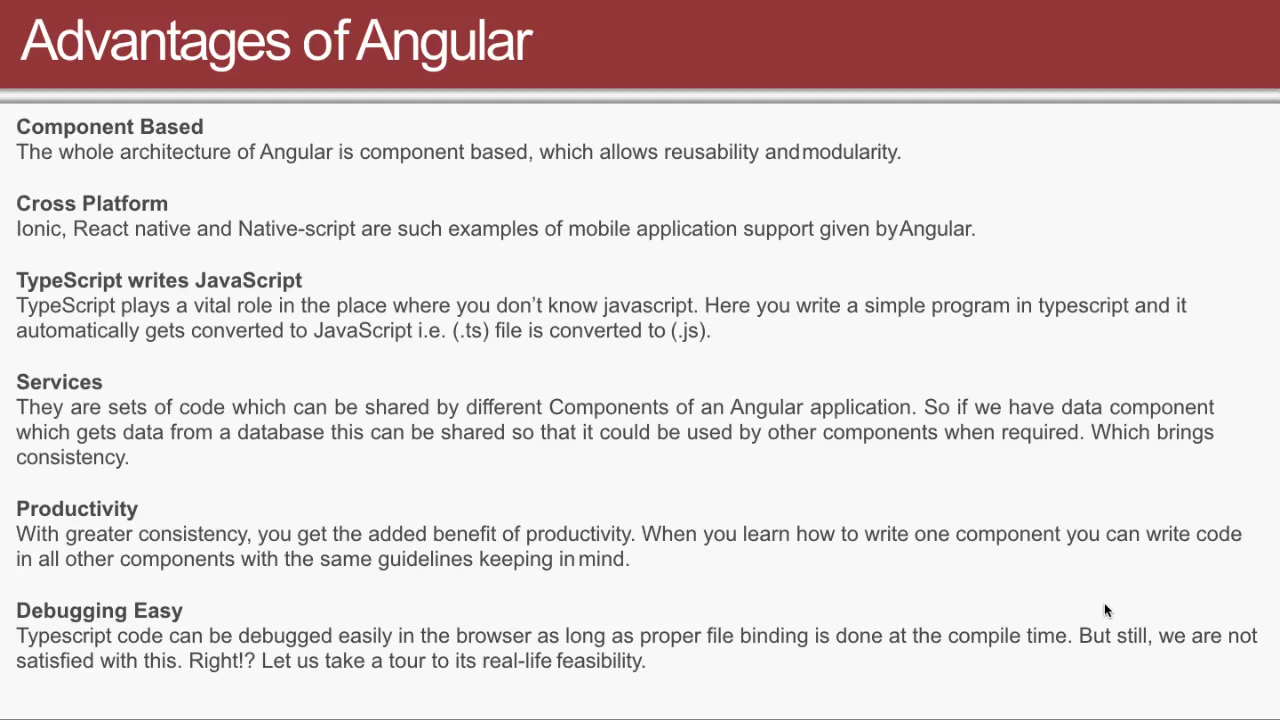 Advantages of Angular
Component Based
The whole architecture of Angular is component based, which allows reusability and modularity.
Cross Platform
Ionic, React native and Native-script are such examples of mobile application support given by Angular.
TypeScript writes JavaScript
TypeScript plays a vital role in the place where you don’t know javascript. Here you write a simple program in typescript and it
automatically gets converted to JavaScript i.e. (.ts) file is converted to (.js).
Services
They are sets of code which can be shared by different Components of an Angular application. So if we have data component
which gets data from a database this can be shared so that it could be used by other components when required. Which brings
consistency.
Productivity
With greater consistency, you get the added benefit of productivity. When you learn how to write one component you can write code
in all other components with the same guidelines keeping in mind.
Debugging Easy
Typescript code can be debugged easily in the browser as long as proper file binding is done at the compile time. But still, we are not
satisfied with this. Right!? Let us take a tour to its real-life feasibility.